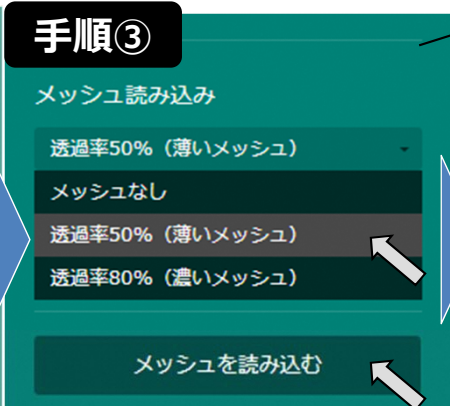 手順③
メッシュ読み込み
透過率50%（薄いメッシュ）
メッシュなし
透過率50%（薄いメッシュ）
透過率80%（濃いメッシュ）
メッシュを読み込む